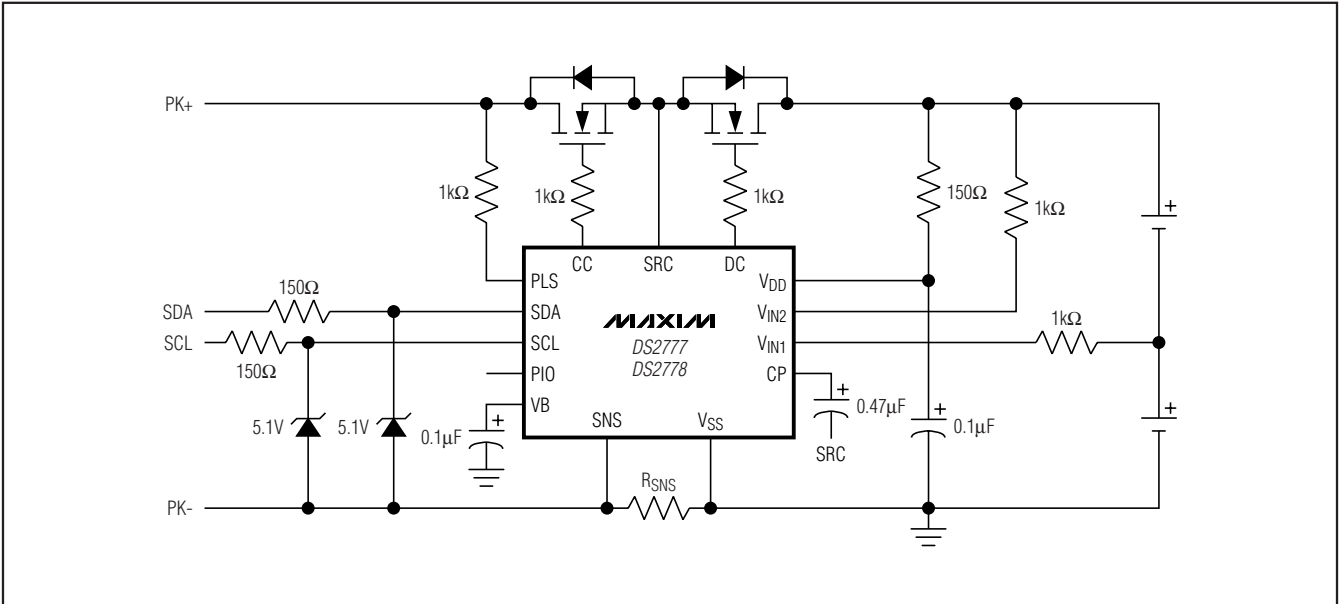 PK+
1kΩ
1kΩ
1kΩ
150Ω
1kΩ
+
CC
SRC
DC
PLS
VDD
150Ω
SDA
SDA
MAXIM
VIN2
1kΩ
SCL
SCL
DS2777
VIN1
150Ω
DS2778
PIO
CP
+
0.47μF
VB
+
5.1V
5.1V
0.1μF
+
SNS
VSS
SRC
+
0.1μF
RSNS
PK-